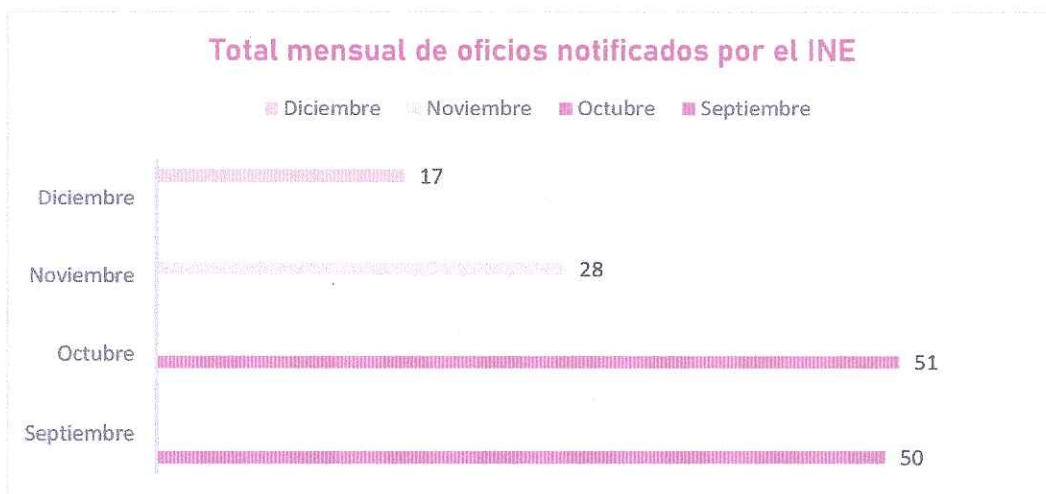 Total mensual de oficios notificados por el INE
Diciembre Noviembre Octubre Septiembre
Diciembre 17
Noviembre 28
Octubre 51
Septiembre 50